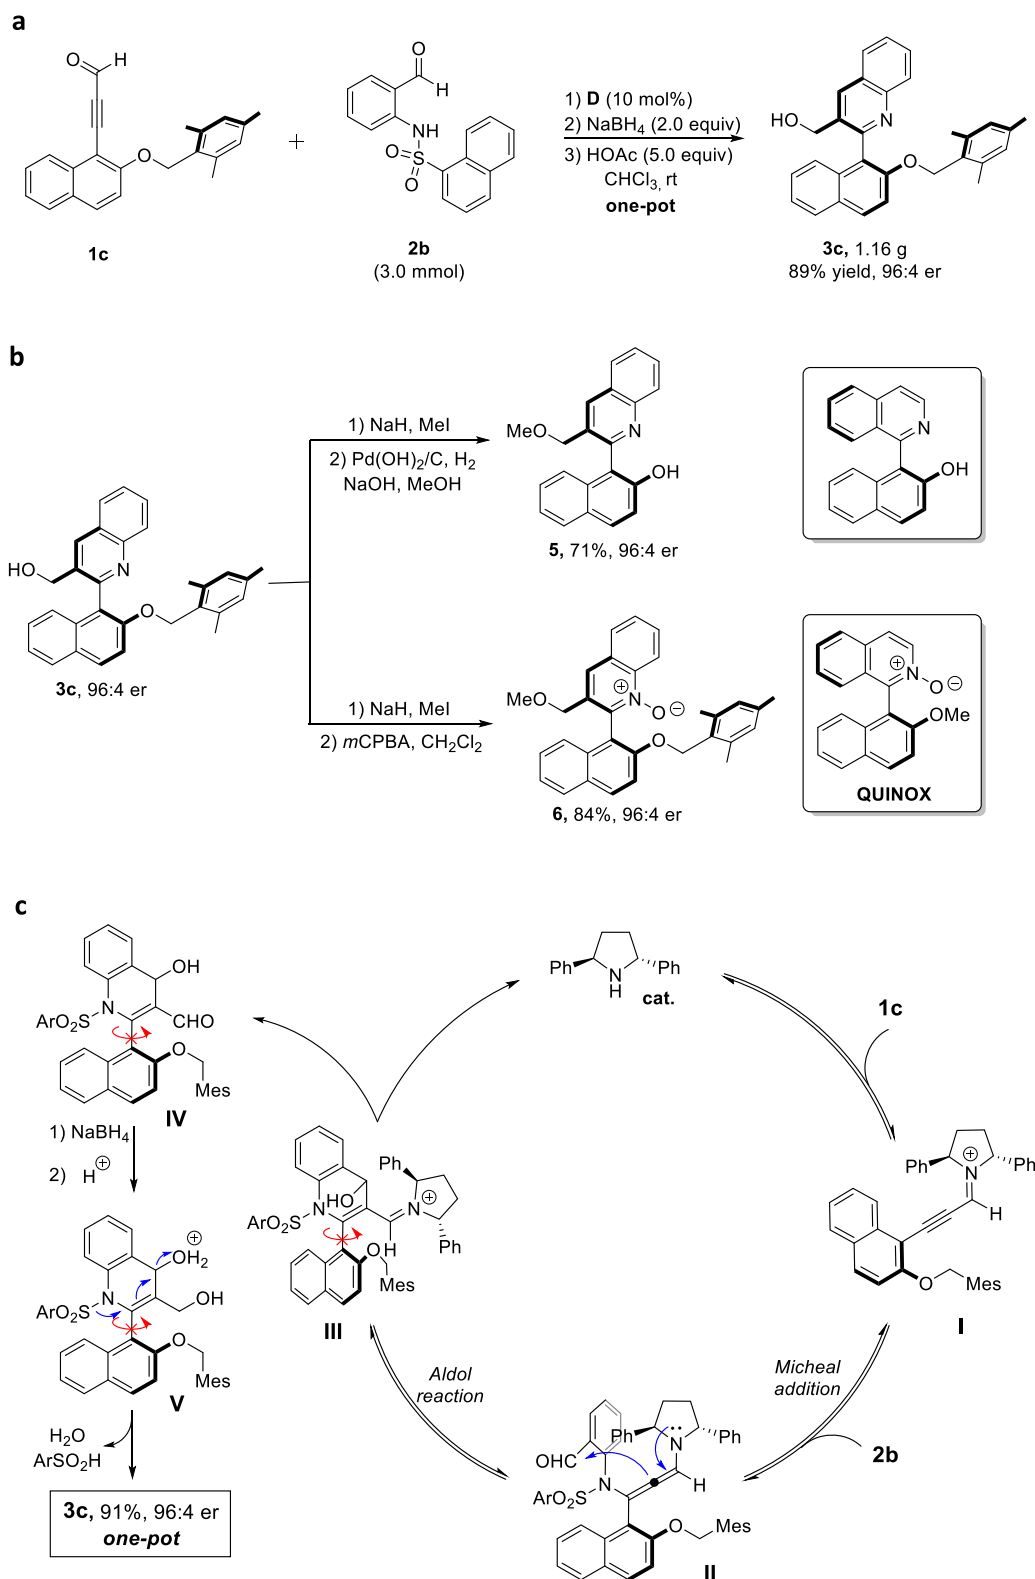 a
O
H
O
1c
+
O
H
NH
O
S
O
2b
(3.0 mmol)
1) D (10 mol%)
2) NaBH4 (2.0 equiv)
3) HOAc (5.0 equiv)
CHCl3, rt
one-pot
HO
N
O
3c, 1.16 g
89% yield, 96:4 er
b
HO
N
O
3c, 96:4 er
1) NaH, MeI
2) Pd(OH)2/C, H2
NaOH, MeOH
MeO
N
OH
5, 71%, 96:4 er
N
OH
1) NaH, MeI
2) mCPBA, CH2Cl2
MeO
N
+
O
−
O
6, 84%, 96:4 er
N
+
O
−
OMe
QUINOX
c
OH
N
ArO2S
CHO
O
Mes
IV
1) NaBH4
2) H+
OH2
+
N
ArO2S
OH
O
Mes
V
H2O
ArSO2H
3c, 91%, 96:4 er
one-pot
Ph
N
H
Ph
cat.
1c
Ph
+
N
Ph
H
O
Mes
I
Micheal
addition
2b
Ph
N
Ph
CHO
N
H
ArO2S
O
Mes
II
Aldol
reaction
Ph
HO
N
+
N
ArO2S
H
Ph
O
Mes
III